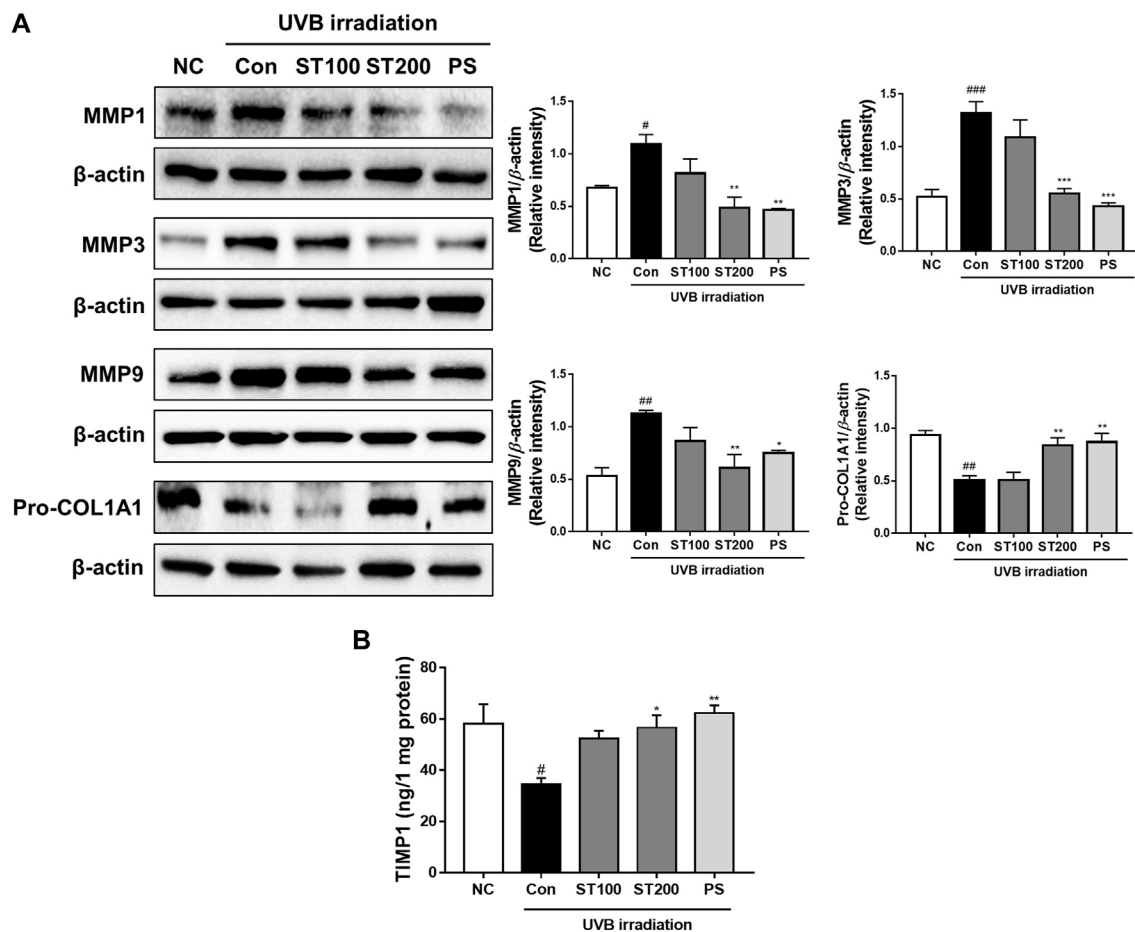 A
UVB irradiation
NC Con ST100 ST200 PS
MMP1
β-actin
MMP3
β-actin
MMP9
β-actin
Pro-COL1A1
β-actin
MMP1/β-actin
(Relative intensity)
1.5
1.0
0.5
0.0
#
**
**
NC Con ST100 ST200 PS
UVB irradiation
MMP3/β-actin
(Relative intensity)
1.5
1.0
0.5
0.0
###
***
***
NC Con ST100 ST200 PS
UVB irradiation
MMP9/β-actin
(Relative intensity)
1.5
1.0
0.5
0.0
##
**
*
NC Con ST100 ST200 PS
UVB irradiation
Pro-COL1A1/β-actin
(Relative intensity)
1.5
1.0
0.5
0.0
##
**
**
NC Con ST100 ST200 PS
UVB irradiation
B
TIMP1 (ng/1 mg protein)
80
60
40
20
0
#
*
**
NC Con ST100 ST200 PS
UVB irradiation